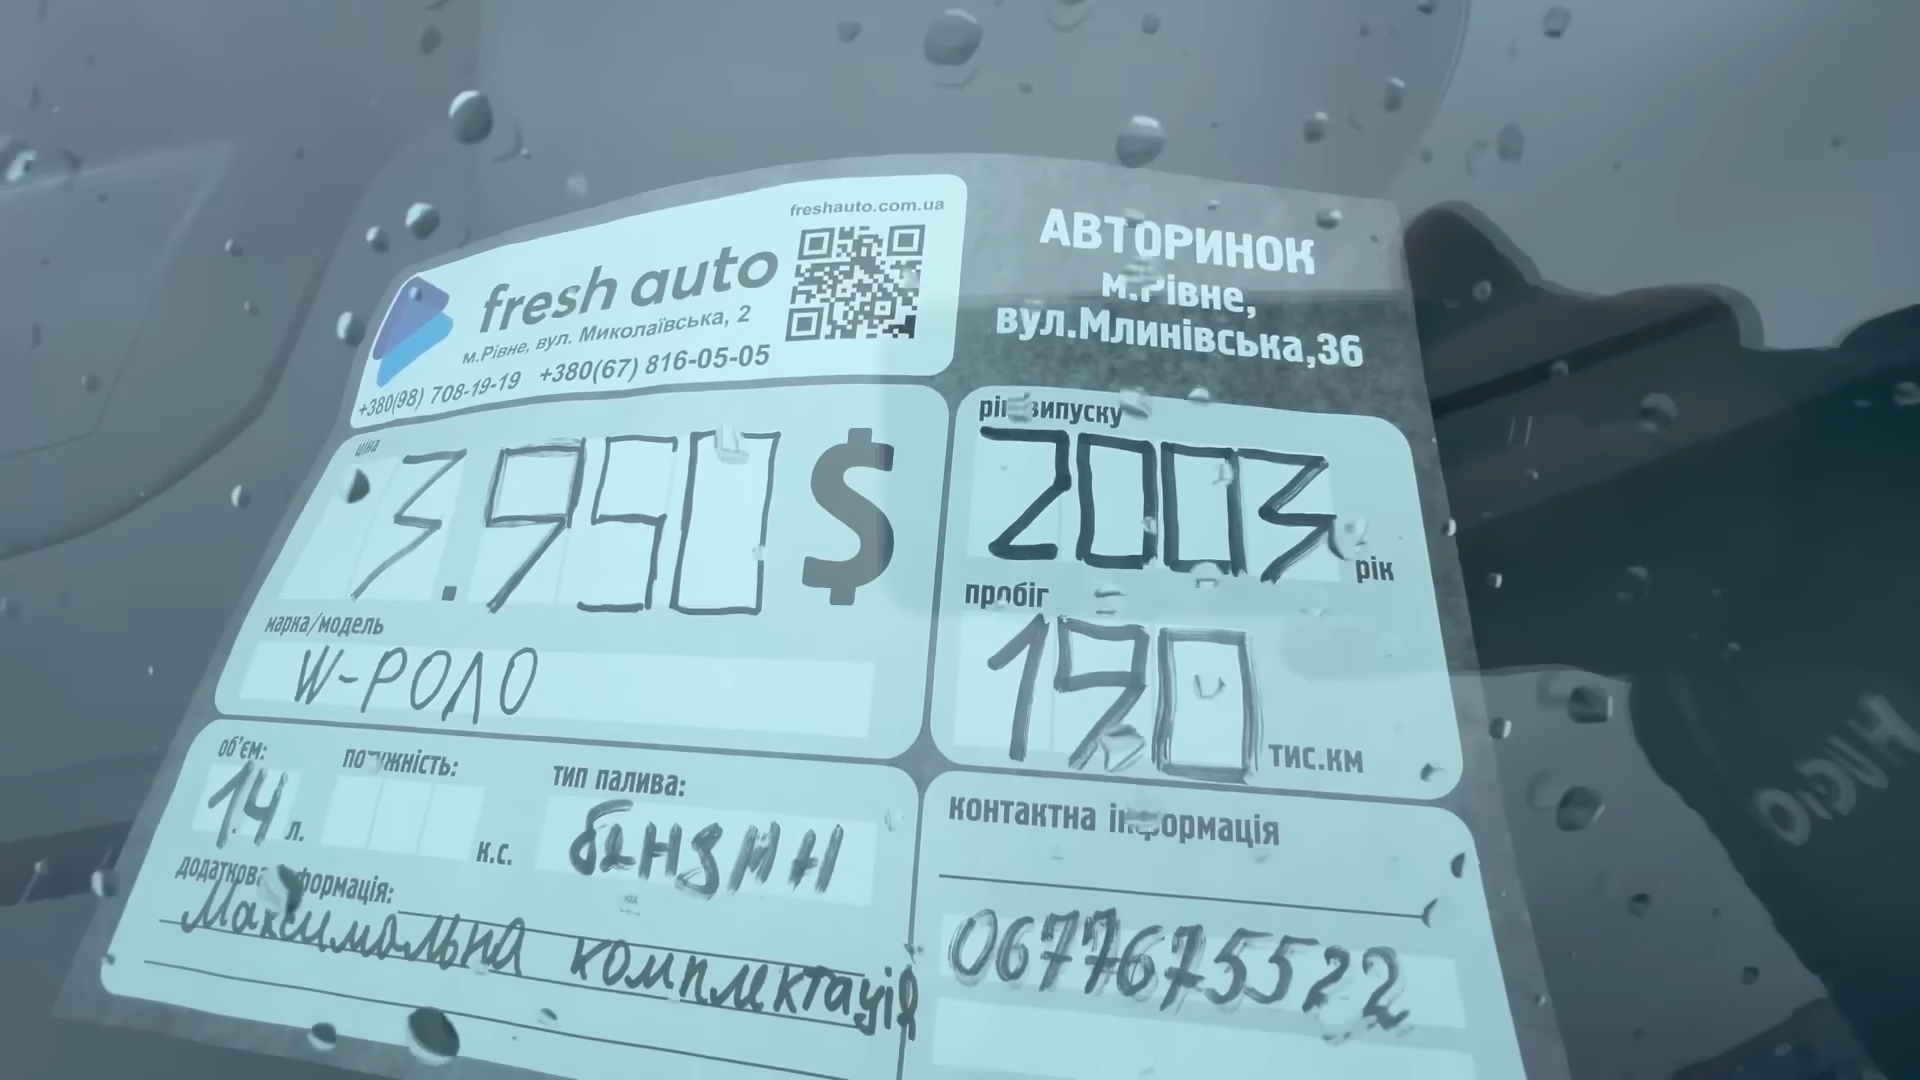 freshauto.com.ua
fresh auto
м.Рівне, вул. Миколаївська, 2
+380(98) 708-19-19 +380(67) 816-05-05
АВТОРИНОК
м.Рівне,
вул.Млинівська,36
ціна
3.950 $
рік випуску
2003 рік
марка/модель
W-РОЛО
пробіг
190 тис.км
об'єм:
1.4 л.
потужність:
к.с.
тип палива:
бензин
додаткова інформація:
Максимальна комплектація
контактна інформація
0677675522